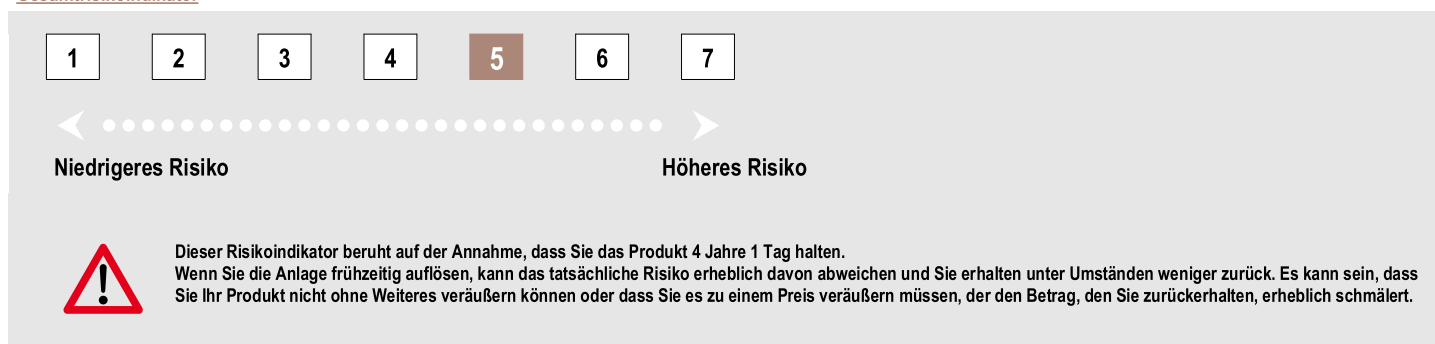 1 2 3 4 5 6 7
Niedrigeres Risiko Höheres Risiko
Dieser Risikoindikator beruht auf der Annahme, dass Sie das Produkt 4 Jahre 1 Tag halten.
Wenn Sie die Anlage frühzeitig auflösen, kann das tatsächliche Risiko erheblich davon abweichen und Sie erhalten unter Umständen weniger zurück. Es kann sein, dass
Sie Ihr Produkt nicht ohne Weiteres veräußern können oder dass Sie es zu einem Preis veräußern müssen, der den Betrag, den Sie zurückerhalten, erheblich schmälert.